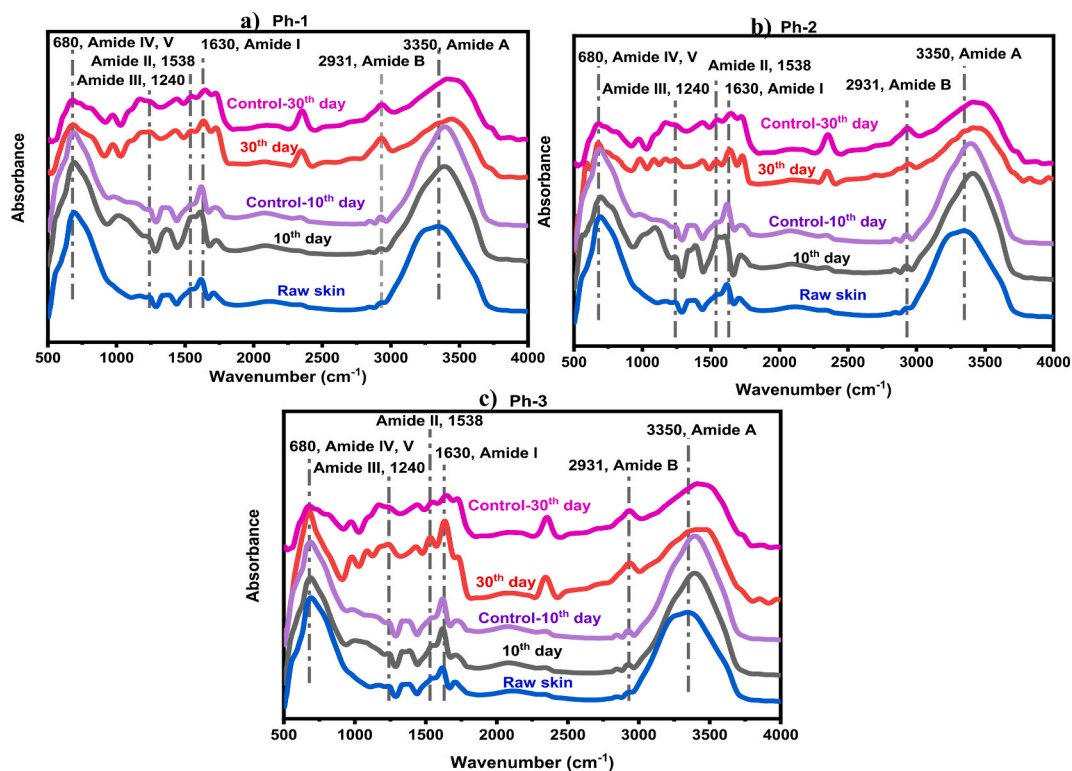 a) Ph-1
680, Amide IV, V
1630, Amide I
3350, Amide A
Amide II, 1538
2931, Amide B
Amide III, 1240
Control-30th day
30th day
Control-10th day
10th day
Raw skin
Absorbance
500 1000 1500 2000 2500 3000 3500 4000
Wavenumber (cm-1)
b) Ph-2
680, Amide IV, V
3350, Amide A
Amide II, 1538
Amide III, 1240
1630, Amide I
2931, Amide B
Control-30th day
30th day
Control-10th day
10th day
Raw skin
Absorbance
500 1000 1500 2000 2500 3000 3500 4000
Wavenumber (cm-1)
c) Ph-3
Amide II, 1538
680, Amide IV, V
3350, Amide A
1630, Amide I
Amide III, 1240
2931, Amide B
Control-30th day
30th day
Control-10th day
10th day
Raw skin
Absorbance
500 1000 1500 2000 2500 3000 3500 4000
Wavenumber (cm-1)